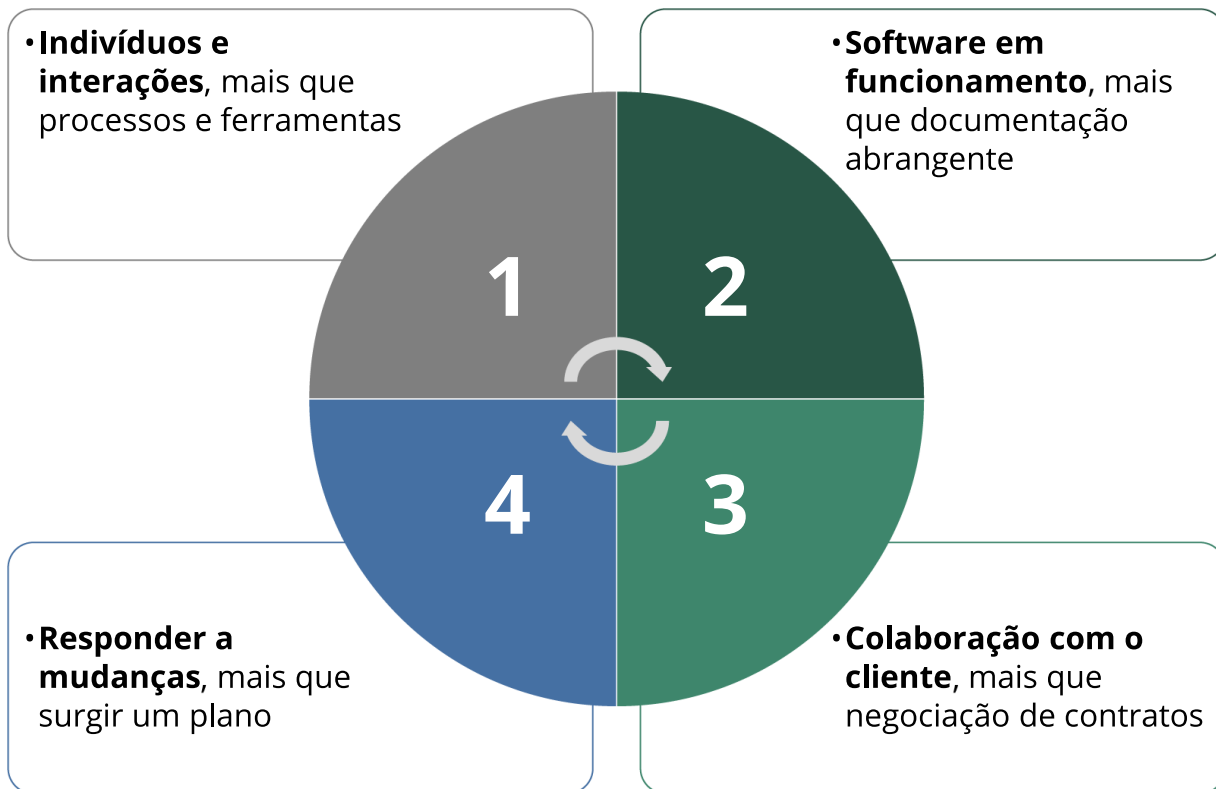 • Indivíduos e
interações, mais que
processos e ferramentas
• Software em
funcionamento, mais
que documentação
abrangente
1
2
4
3
• Responder a
mudanças, mais que
surgir um plano
• Colaboração com o
cliente, mais que
negociação de contratos